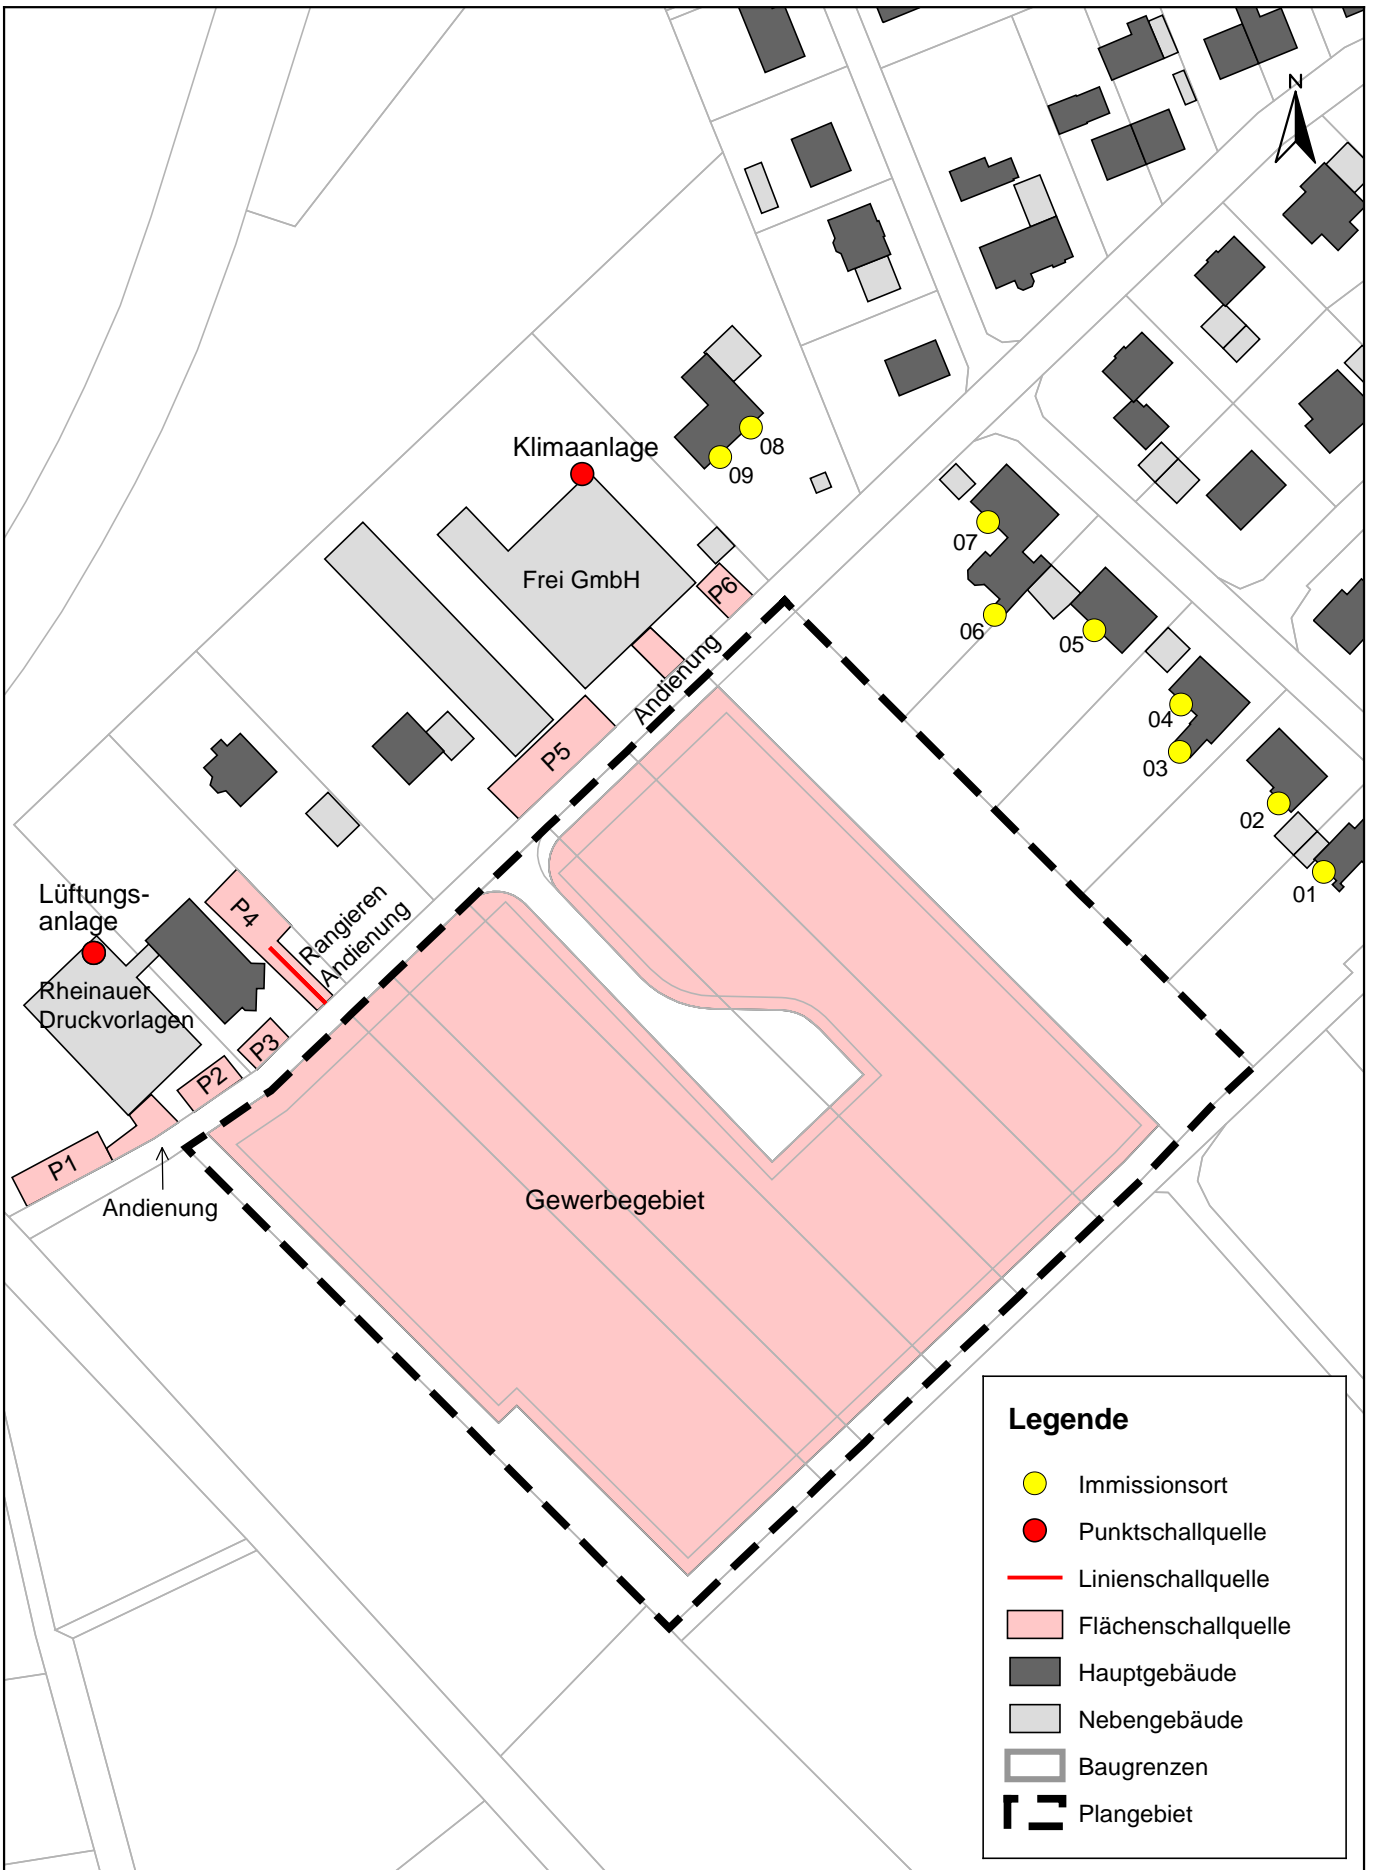 N
Klimaanlage
08
09
Frei GmbH
P6
07
06
05
04
03
02
01
Andienung
P5
Lüftungs-
anlage
P4
Rangieren
Andienung
Rheinauer
Druckvorlagen
P3
P2
P1
Andienung
Gewerbegebiet
Legende
Immissionsort
Punktschallquelle
Linienschallquelle
Flächenschallquelle
Hauptgebäude
Nebengebäude
Baugrenzen
Plangebiet